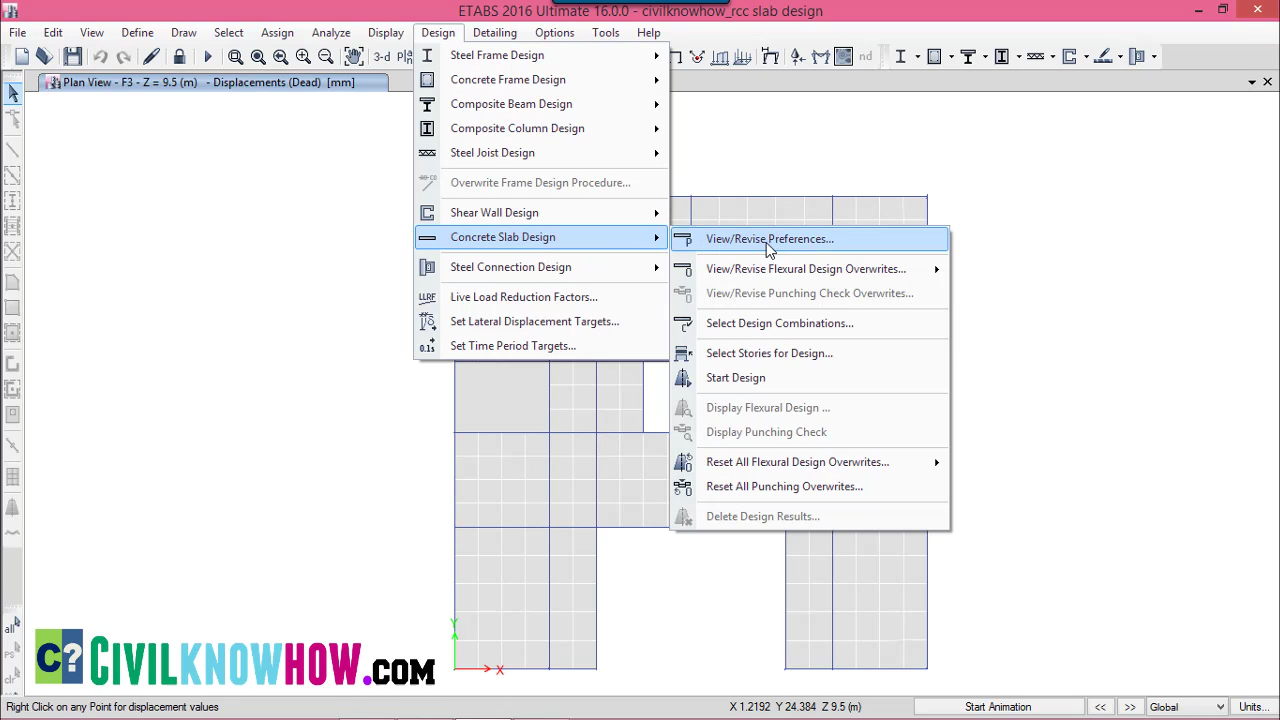 ETABS 2016 Ultimate 16.0.0 - civilknowhow_rcc slab design
File Edit View Define Draw Select Assign Analyze Display Design Detailing Options Tools Help
3-d
Plan View - F3 - Z = 9.5 (m) - Displacements (Dead) [mm]
Steel Frame Design
Concrete Frame Design
Composite Beam Design
Composite Column Design
Steel Joist Design
Overwrite Frame Design Procedure...
Shear Wall Design
Concrete Slab Design
Steel Connection Design
LLRF Live Load Reduction Factors...
Set Lateral Displacement Targets...
0.1s Set Time Period Targets...
View/Revise Preferences...
View/Revise Flexural Design Overwrites...
View/Revise Punching Check Overwrites...
Select Design Combinations...
Select Stories for Design...
Start Design
Display Flexural Design ...
Display Punching Check
Reset All Flexural Design Overwrites...
Reset All Punching Overwrites...
Delete Design Results...
all
Y
X
C? CIVILKNOWHOW.COM
Right Click on any Point for displacement values
X 1.2192 Y 24.384 Z 9.5 (m)
Start Animation << >> Global Units...